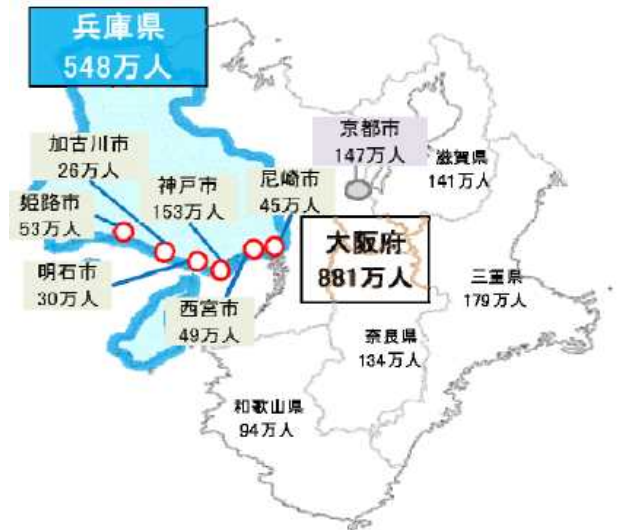 兵庫県
548万人
加古川市
26万人
神戸市
153万人
尼崎市
45万人
京都市
147万人
滋賀県
141万人
姫路市
53万人
明石市
30万人
西宮市
49万人
大阪府
881万人
三重県
179万人
奈良県
134万人
和歌山県
94万人